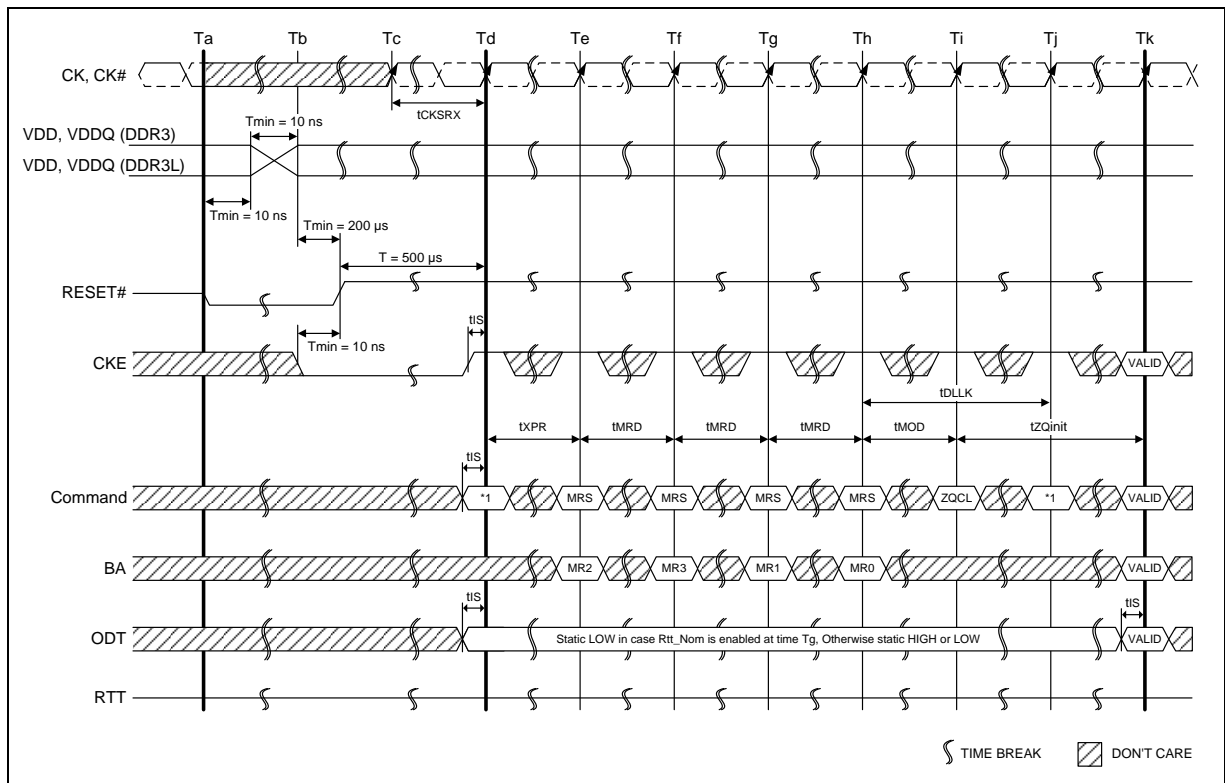 Ta Tb Tc Td Te Tf Tg Th Ti Tj Tk
CK, CK#
tCKSRX
Tmin = 10 ns
VDD, VDDQ (DDR3)
VDD, VDDQ (DDR3L)
Tmin = 10 ns
Tmin = 200 µs
T = 500 µs
RESET#
tIS
Tmin = 10 ns
CKE VALID
tDLLK
tXPR tMRD tMRD tMRD tMOD tZQinit
tIS
Command *1 MRS MRS MRS MRS ZQCL *1 VALID
BA MR2 MR3 MR1 MR0 VALID
tIS tIS
ODT Static LOW in case Rtt_Nom is enabled at time Tg, Otherwise static HIGH or LOW VALID
RTT
TIME BREAK DON'T CARE